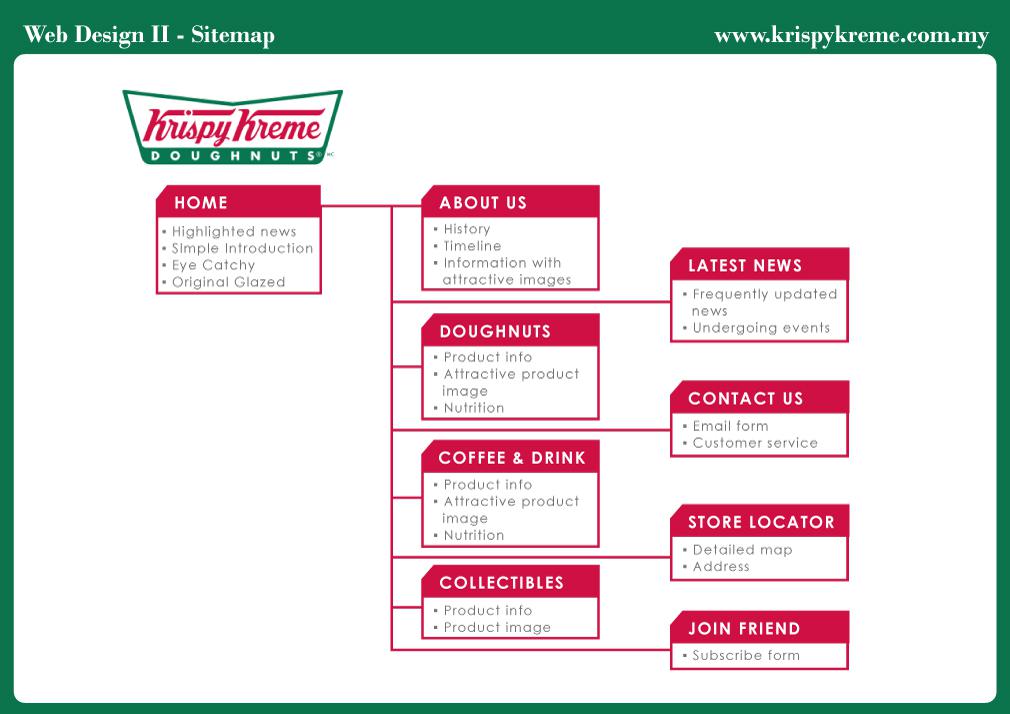 Web Design II - Sitemap
www.krispykreme.com.my
Krispy Kreme
DOUGHNUTS®
HOME
▪ Highlighted news
▪ SImple Introduction
▪ Eye Catchy
▪ Original Glazed
ABOUT US
▪ History
▪ Timeline
▪ Information with
attractive images
LATEST NEWS
▪ Frequently updated
news
▪ Undergoing events
DOUGHNUTS
▪ Product info
▪ Attractive product
image
▪ Nutrition
CONTACT US
▪ Email form
▪ Customer service
COFFEE & DRINK
▪ Product info
▪ Attractive product
image
▪ Nutrition
STORE LOCATOR
▪ Detailed map
▪ Address
COLLECTIBLES
▪ Product info
▪ Product image
JOIN FRIEND
▪ Subscribe form